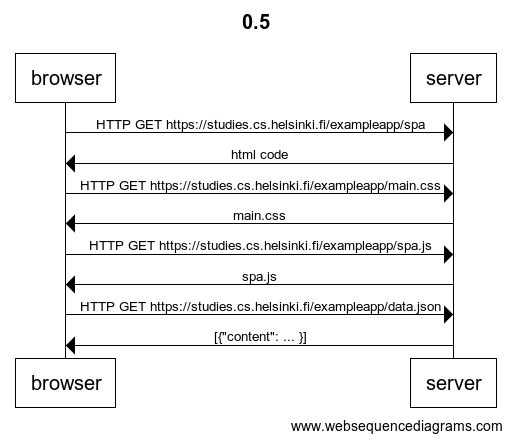 0.5
browser
server
HTTP GET https://studies.cs.helsinki.fi/exampleapp/spa
html code
HTTP GET https://studies.cs.helsinki.fi/exampleapp/main.css
main.css
HTTP GET https://studies.cs.helsinki.fi/exampleapp/spa.js
spa.js
HTTP GET https://studies.cs.helsinki.fi/exampleapp/data.json
[{"content": ... }]
browser
server
www.websequencediagrams.com